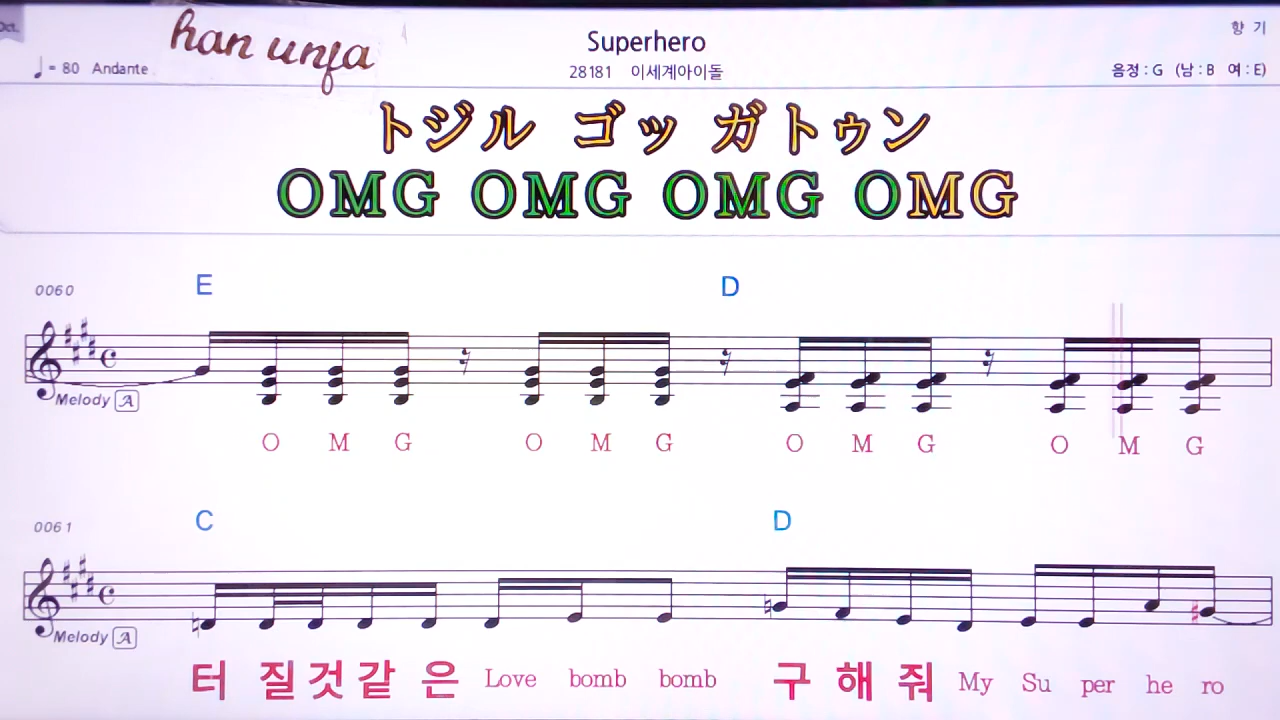 Oct.
han unja
Superhero
향 기
♩= 80 Andante
28181 이세계아이돌
음정 : G (남 : B 여 : E)
トジル ゴッ ガトゥン
OMG OMG OMG OMG
0060
E D
Melody A
O M G O M G O M G O M G
0061
C D
Melody A
터 질 것 같 은 Love bomb bomb 구 해 줘 My Su per he ro